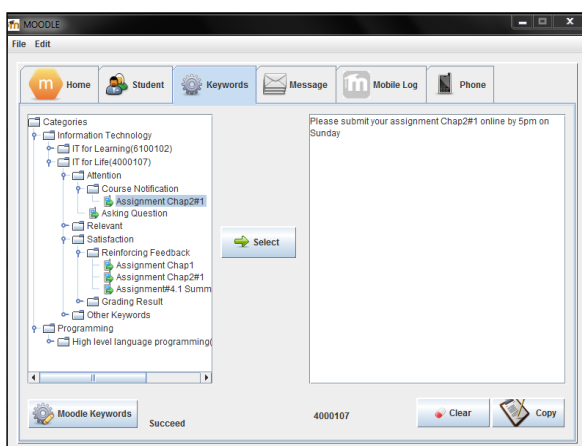 MOODLE
File Edit
Home Student Keywords Message Mobile Log Phone
Categories
Information Technology
IT for Learning(6100102)
IT for Life(4000107)
Attention
Course Notification
Assignment Chap2#1
Asking Question
Relevant
Satisfaction
Reinforcing Feedback
Assignment Chap1
Assignment Chap2#1
Assignment#4.1 Summ
Grading Result
Other Keywords
Programming
High level language programming(
Select
Please submit your assignment Chap2#1 online by 5pm on
Sunday
Moodle Keywords
Succeed
4000107
Clear
Copy